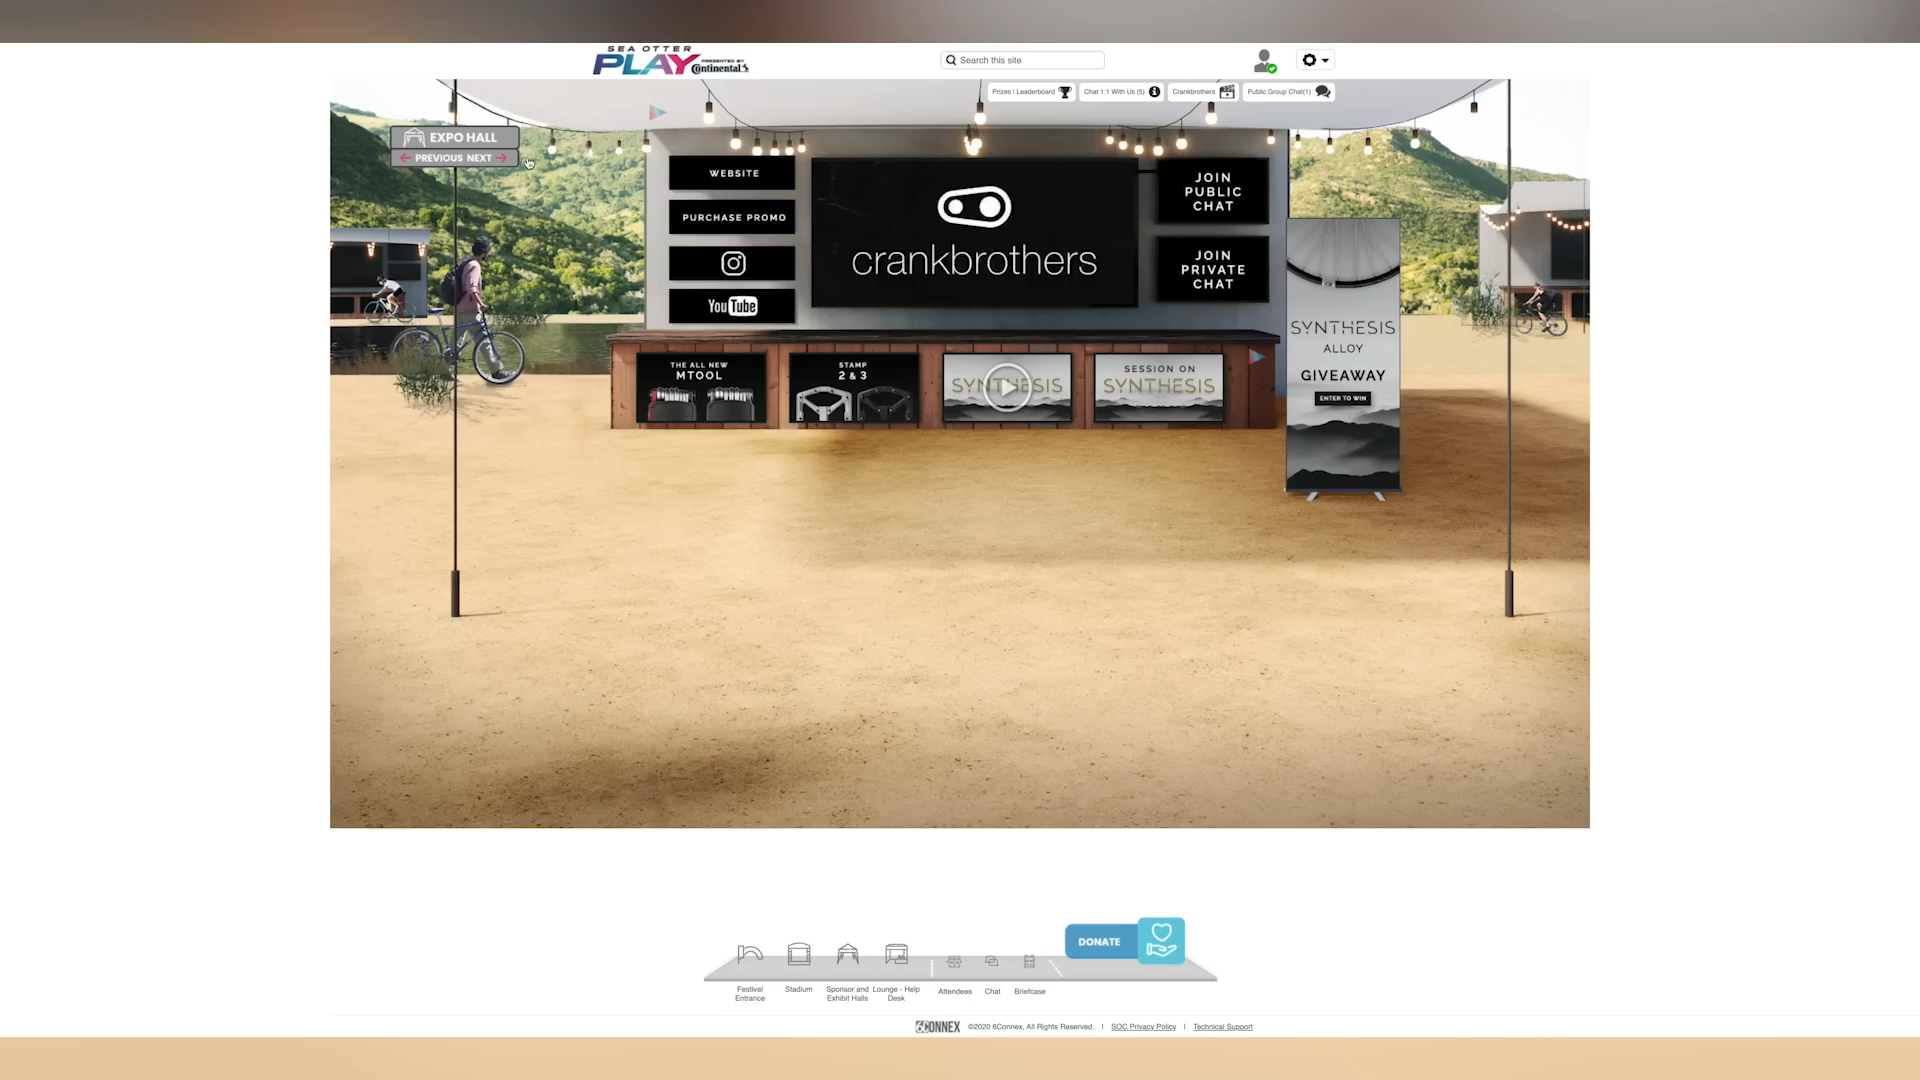 SEA OTTER
PLAY
PRESENTED BY
Continental
Search this site
Prizes | Leaderboard
Chat 1:1 With Us (5)
Crankbrothers
Public Group Chat(1)
EXPO HALL
PREVIOUS NEXT
WEBSITE
PURCHASE PROMO
YouTube
crankbrothers
JOIN
PUBLIC
CHAT
JOIN
PRIVATE
CHAT
THE ALL NEW
MTOOL
STAMP
2 & 3
SYNTHESIS
SESSION ON
SYNTHESIS
SYNTHESIS
ALLOY
GIVEAWAY
ENTER TO WIN
DONATE
Festival
Entrance
Stadium
Sponsor and
Exhibit Halls
Lounge - Help
Desk
Attendees
Chat
Briefcase
6CONNEX
©2020 6Connex, All Rights Reserved. | SOC Privacy Policy | Technical Support